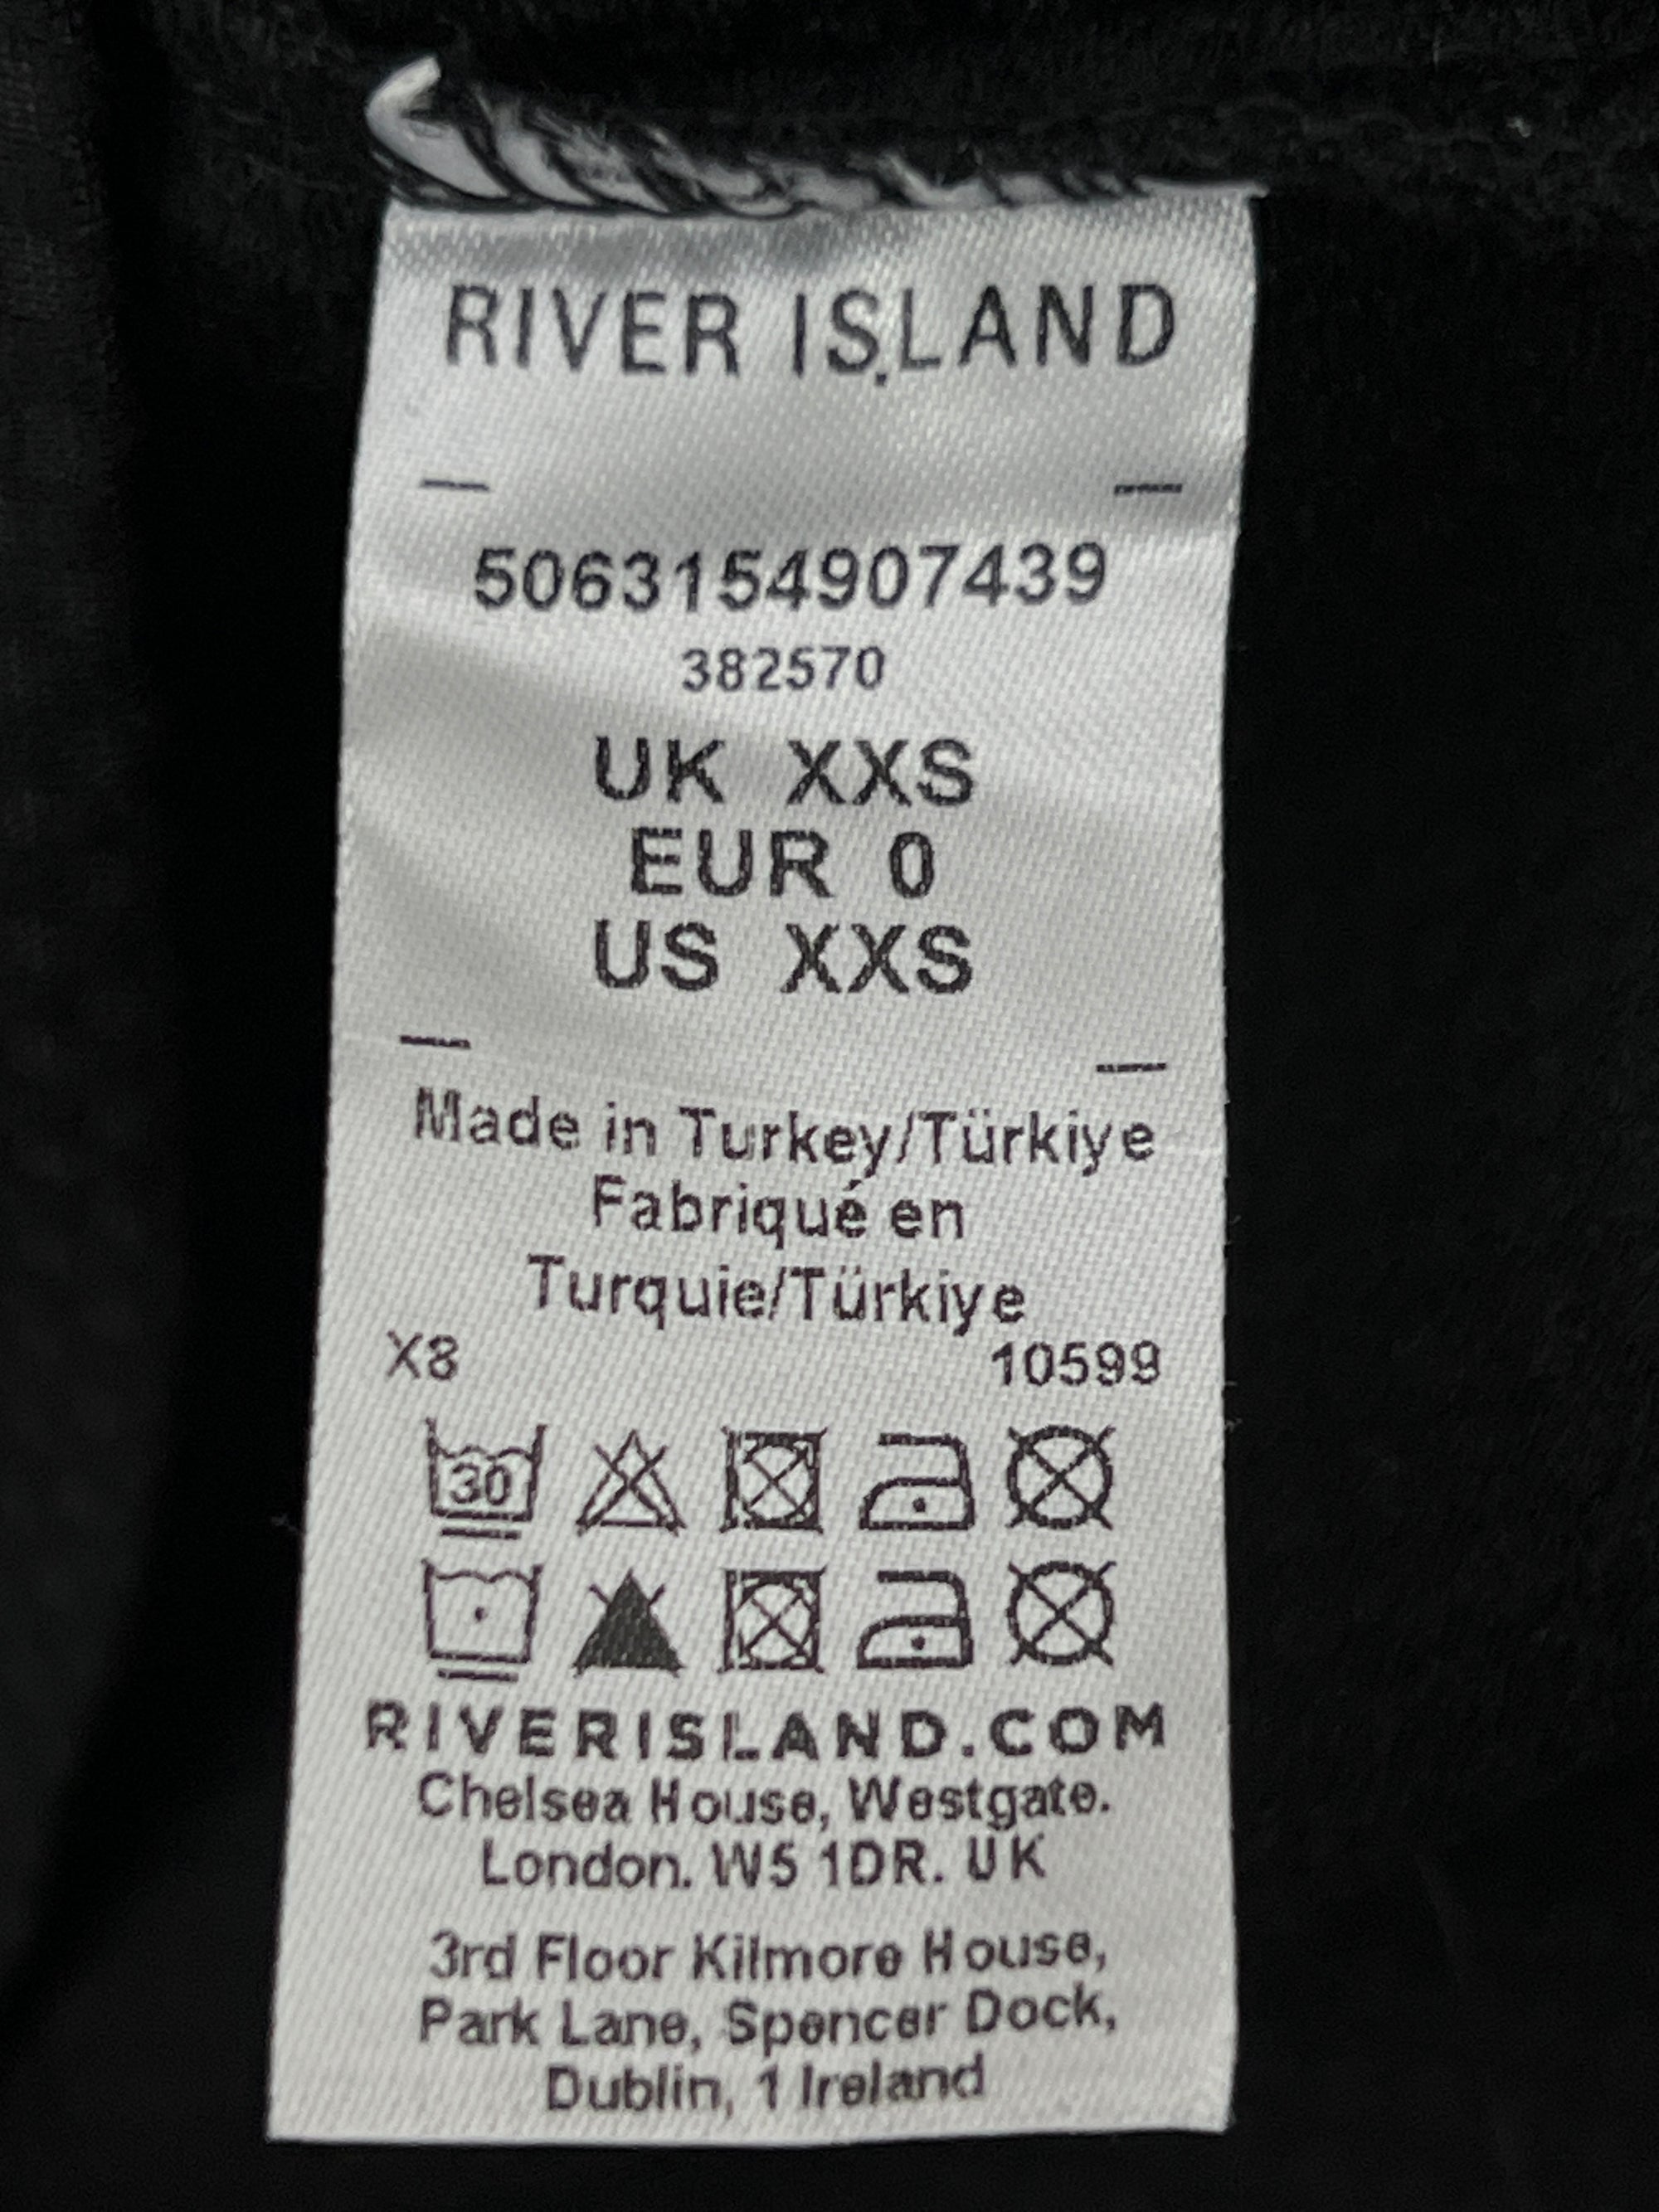 RIVER ISLAND
5063154907439
382570
UK XXS
EUR 0
US XXS
Made in Turkey/Türkiye
Fabriqué en
Turquie/Türkiye
X8 10599
30
RIVERISLAND.COM
Chelsea House, Westgate.
London. W5 1DR. UK
3rd Floor Kilmore House,
Park Lane, Spencer Dock,
Dublin, 1 Ireland